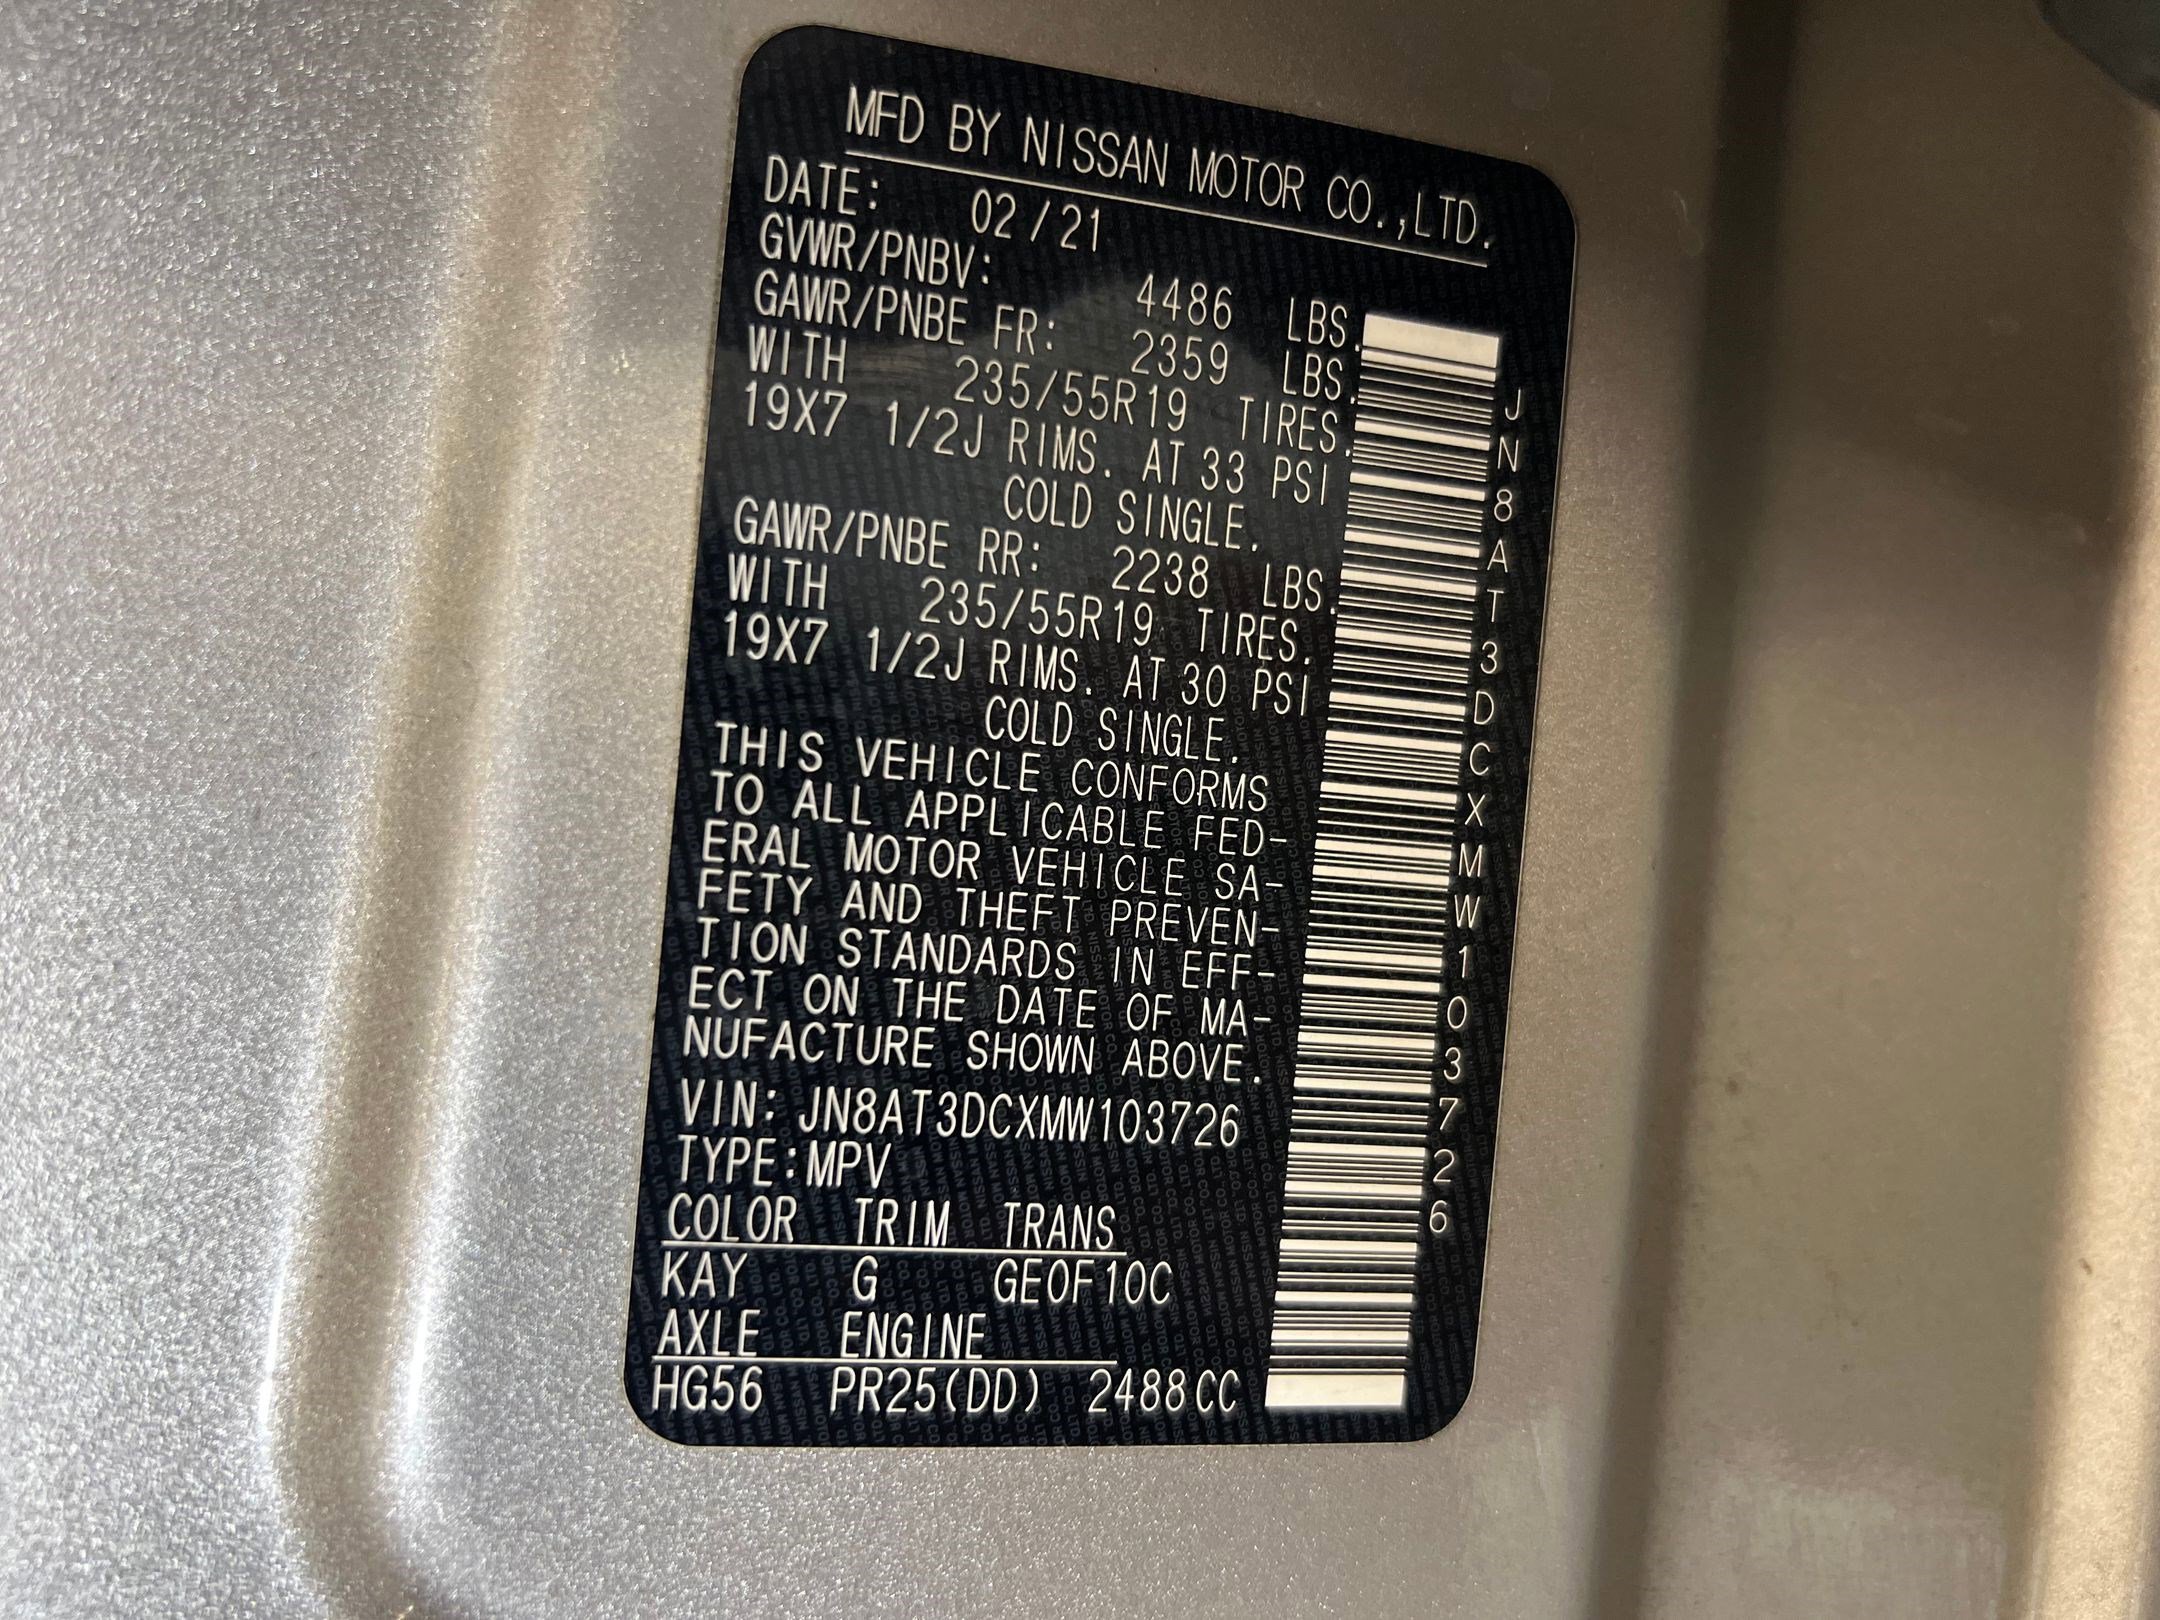 MFD BY NISSAN MOTOR CO.,LTD.
DATE: 02/21
GVWR/PNBV: 4486 LBS.
GAWR/PNBE FR: 2359 LBS.
WITH 235/55R19 TIRES.
19X7 1/2J RIMS. AT 33 PSI
COLD SINGLE.
GAWR/PNBE RR: 2238 LBS.
WITH 235/55R19 TIRES.
19X7 1/2J RIMS. AT 30 PSI
COLD SINGLE.
THIS VEHICLE CONFORMS
TO ALL APPLICABLE FED-
ERAL MOTOR VEHICLE SA-
FETY AND THEFT PREVEN-
TION STANDARDS IN EFF-
ECT ON THE DATE OF MA-
NUFACTURE SHOWN ABOVE.
VIN: JN8AT3DCXMW103726
TYPE:MPV
COLOR TRIM TRANS
KAY G GE0F10C
AXLE ENGINE
HG56 PR25(DD) 2488CC
JN8AT3DCXMW103726